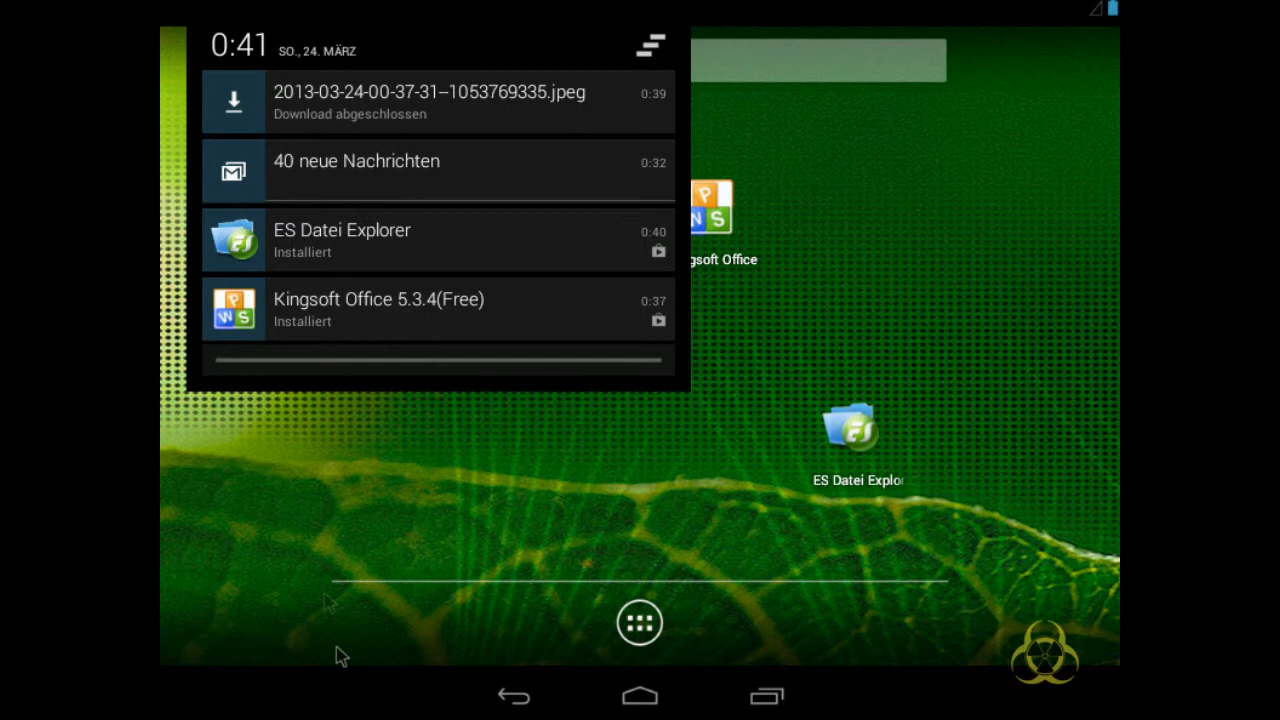 0:41 SO., 24. MÄRZ
2013-03-24-00-37-31--1053769335.jpeg 0:39
Download abgeschlossen
40 neue Nachrichten 0:32
ES Datei Explorer 0:40
Installiert
Kingsoft Office 5.3.4(Free) 0:37
Installiert
gsoft Office
ES Datei Explor